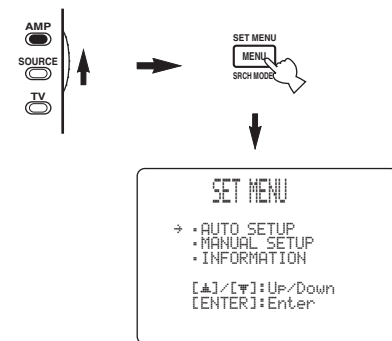 AMP
SOURCE
TV
SET MENU
MENU
SRCH MODE
SET MENU
→ ・AUTO SETUP
・MANUAL SETUP
・INFORMATION
[▲]/[▼]:Up/Down
[ENTER]:Enter